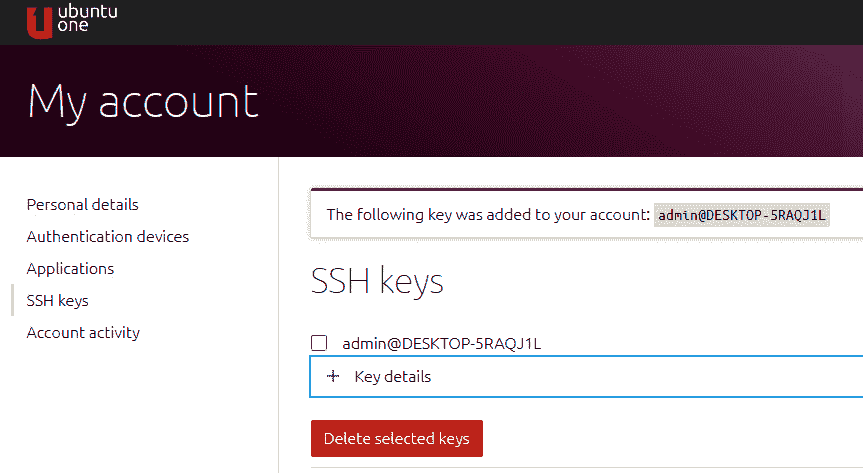 ubuntu
one
My account
Personal details
Authentication devices
Applications
SSH keys
Account activity
The following key was added to your account: admin@DESKTOP-5RAQJ1L
SSH keys
admin@DESKTOP-5RAQJ1L
+ Key details
Delete selected keys